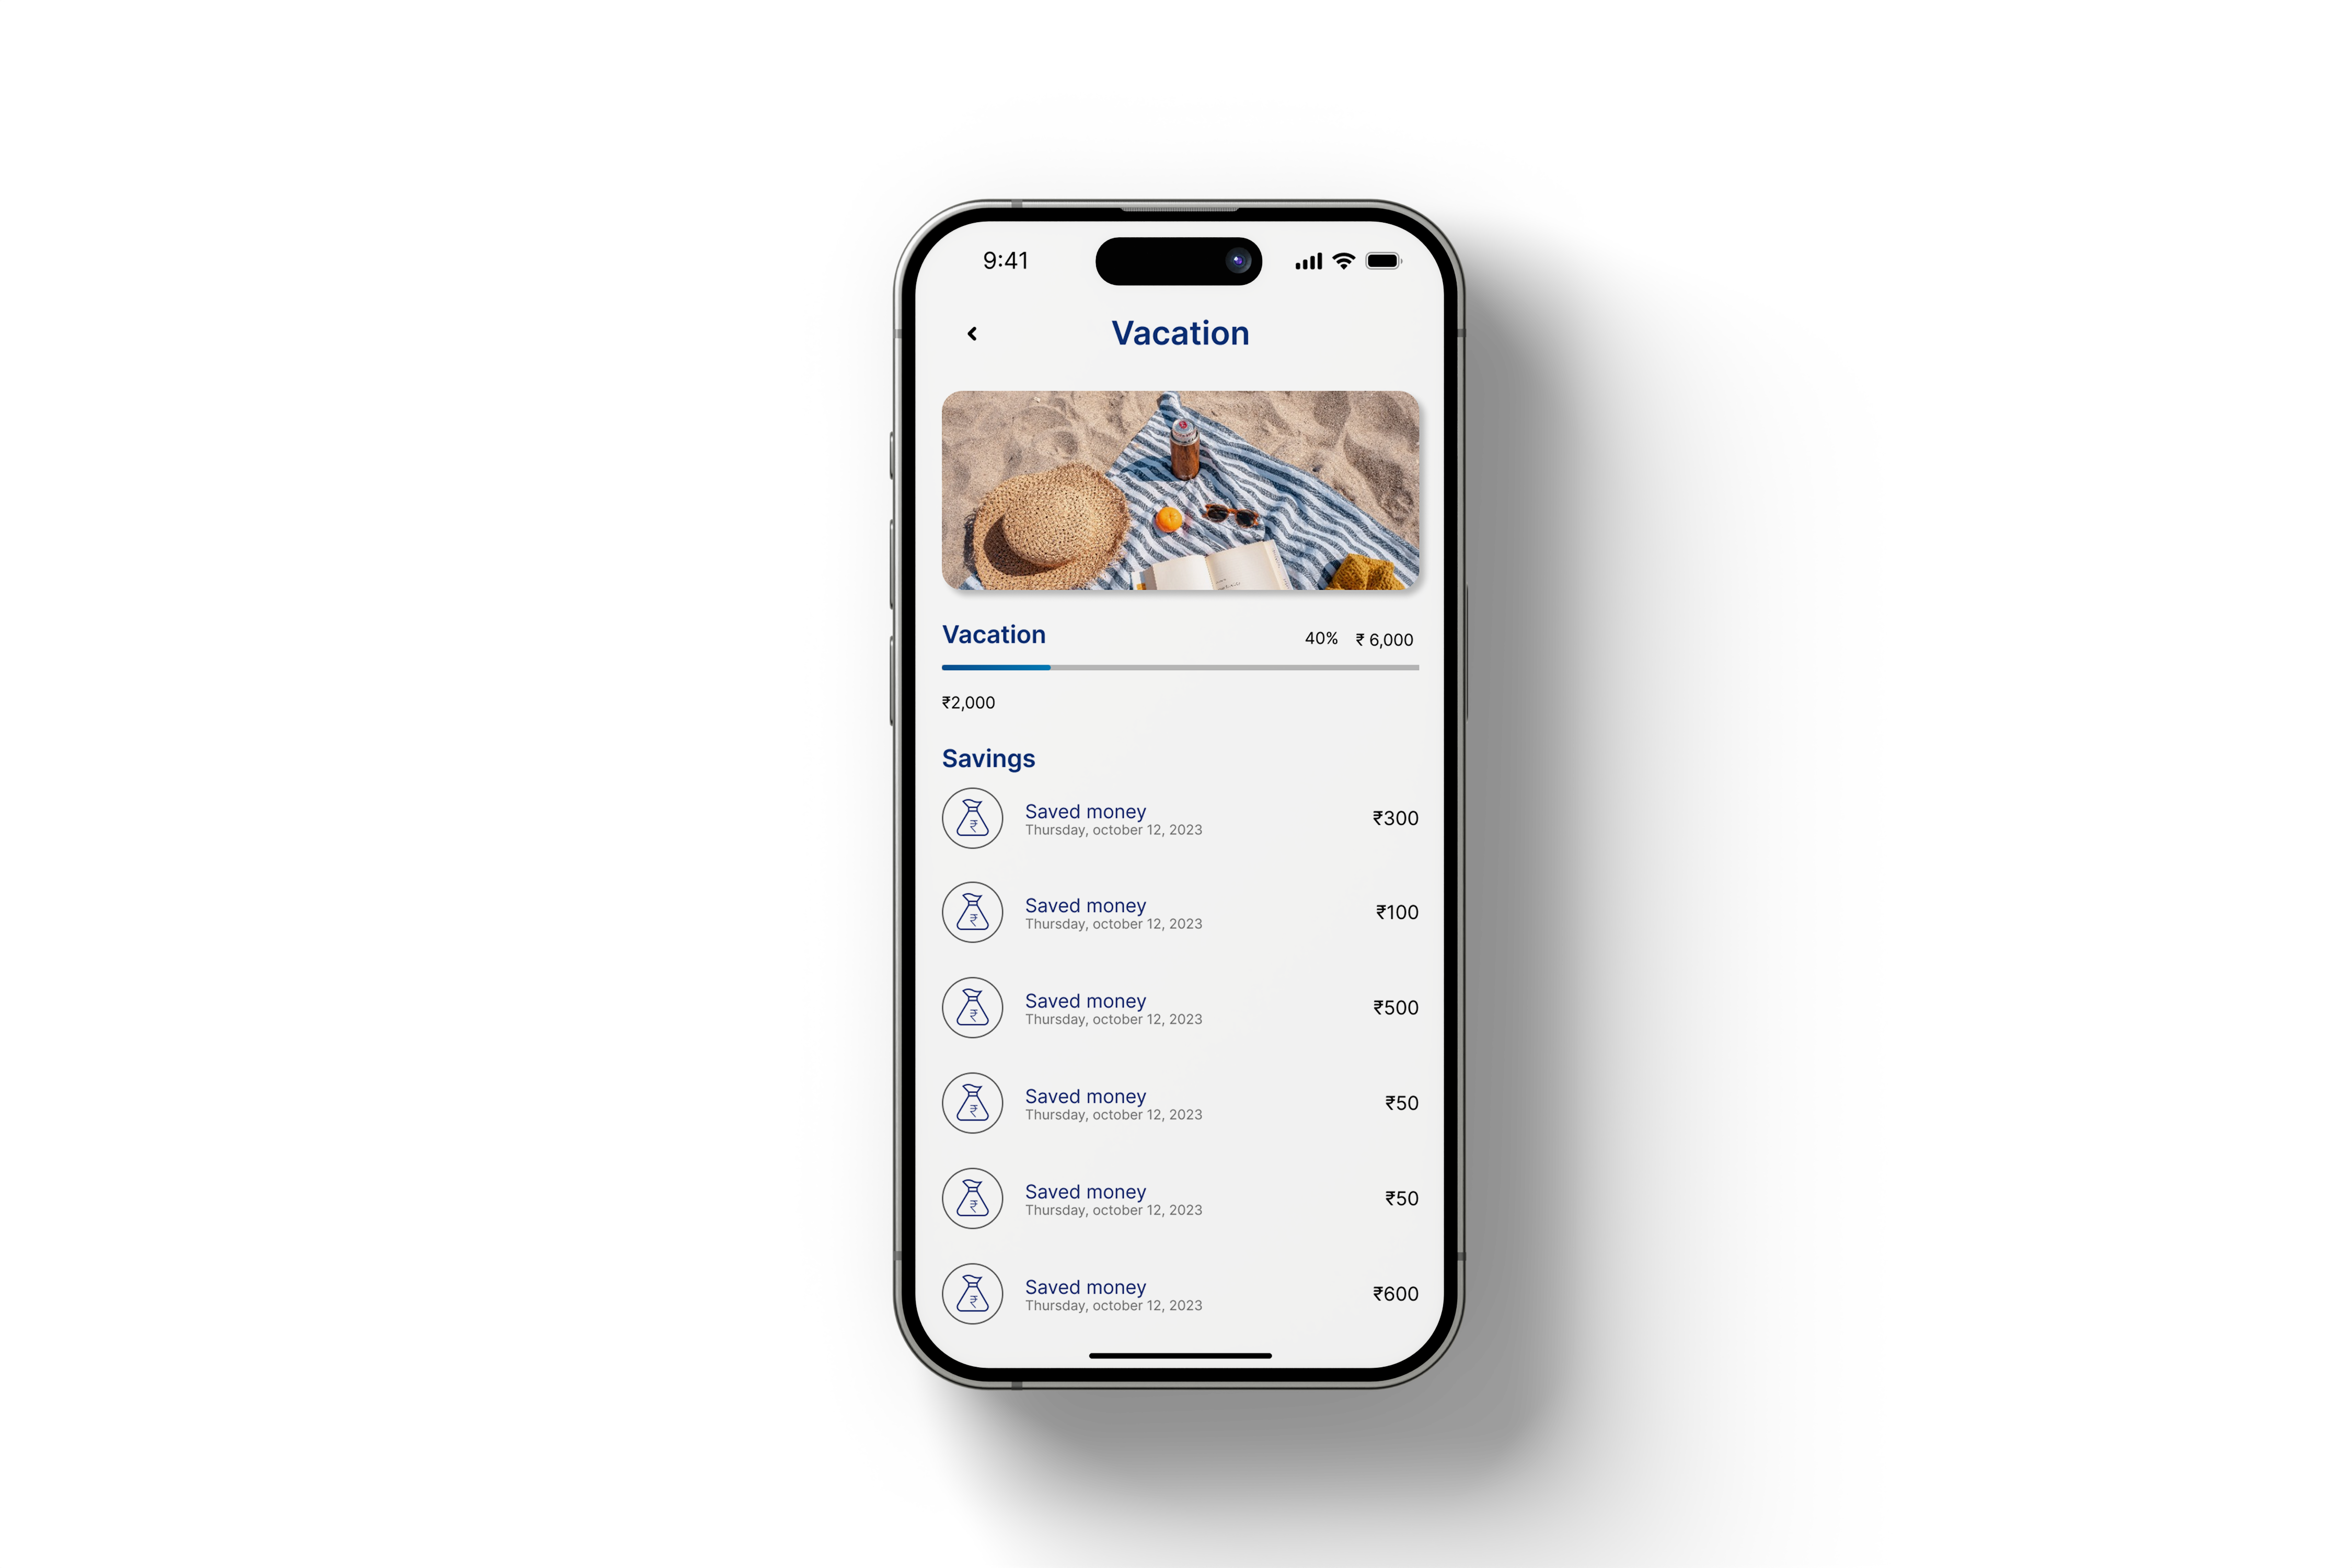 9:41
Vacation
Vacation 40% ₹ 6,000
₹2,000
Savings
Saved money
Thursday, october 12, 2023
₹300
Saved money
Thursday, october 12, 2023
₹100
Saved money
Thursday, october 12, 2023
₹500
Saved money
Thursday, october 12, 2023
₹50
Saved money
Thursday, october 12, 2023
₹50
Saved money
Thursday, october 12, 2023
₹600